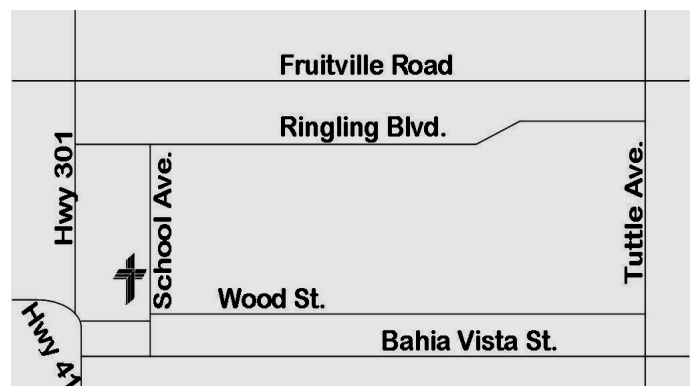 Fruitville Road
Ringling Blvd.
Hwy 301
School Ave.
Tuttle Ave.
Wood St.
Hwy 41
Bahia Vista St.